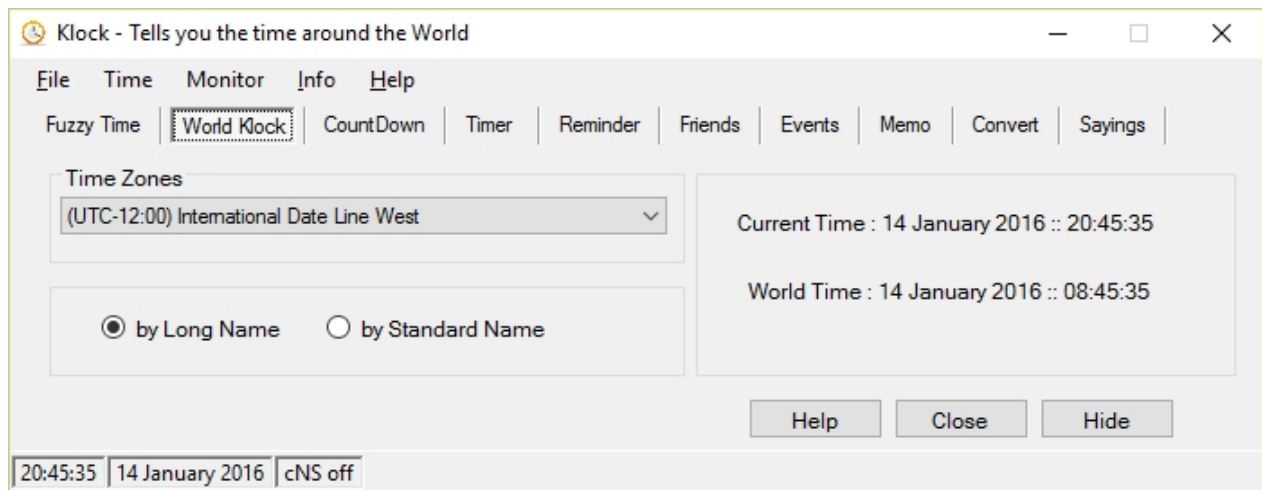 Klock - Tells you the time around the World
File Time Monitor Info Help
Fuzzy Time World Klock CountDown Timer Reminder Friends Events Memo Convert Sayings
Time Zones
(UTC-12:00) International Date Line West
Current Time : 14 January 2016 :: 20:45:35
World Time : 14 January 2016 :: 08:45:35
by Long Name by Standard Name
Help Close Hide
20:45:35 14 January 2016 cNS off